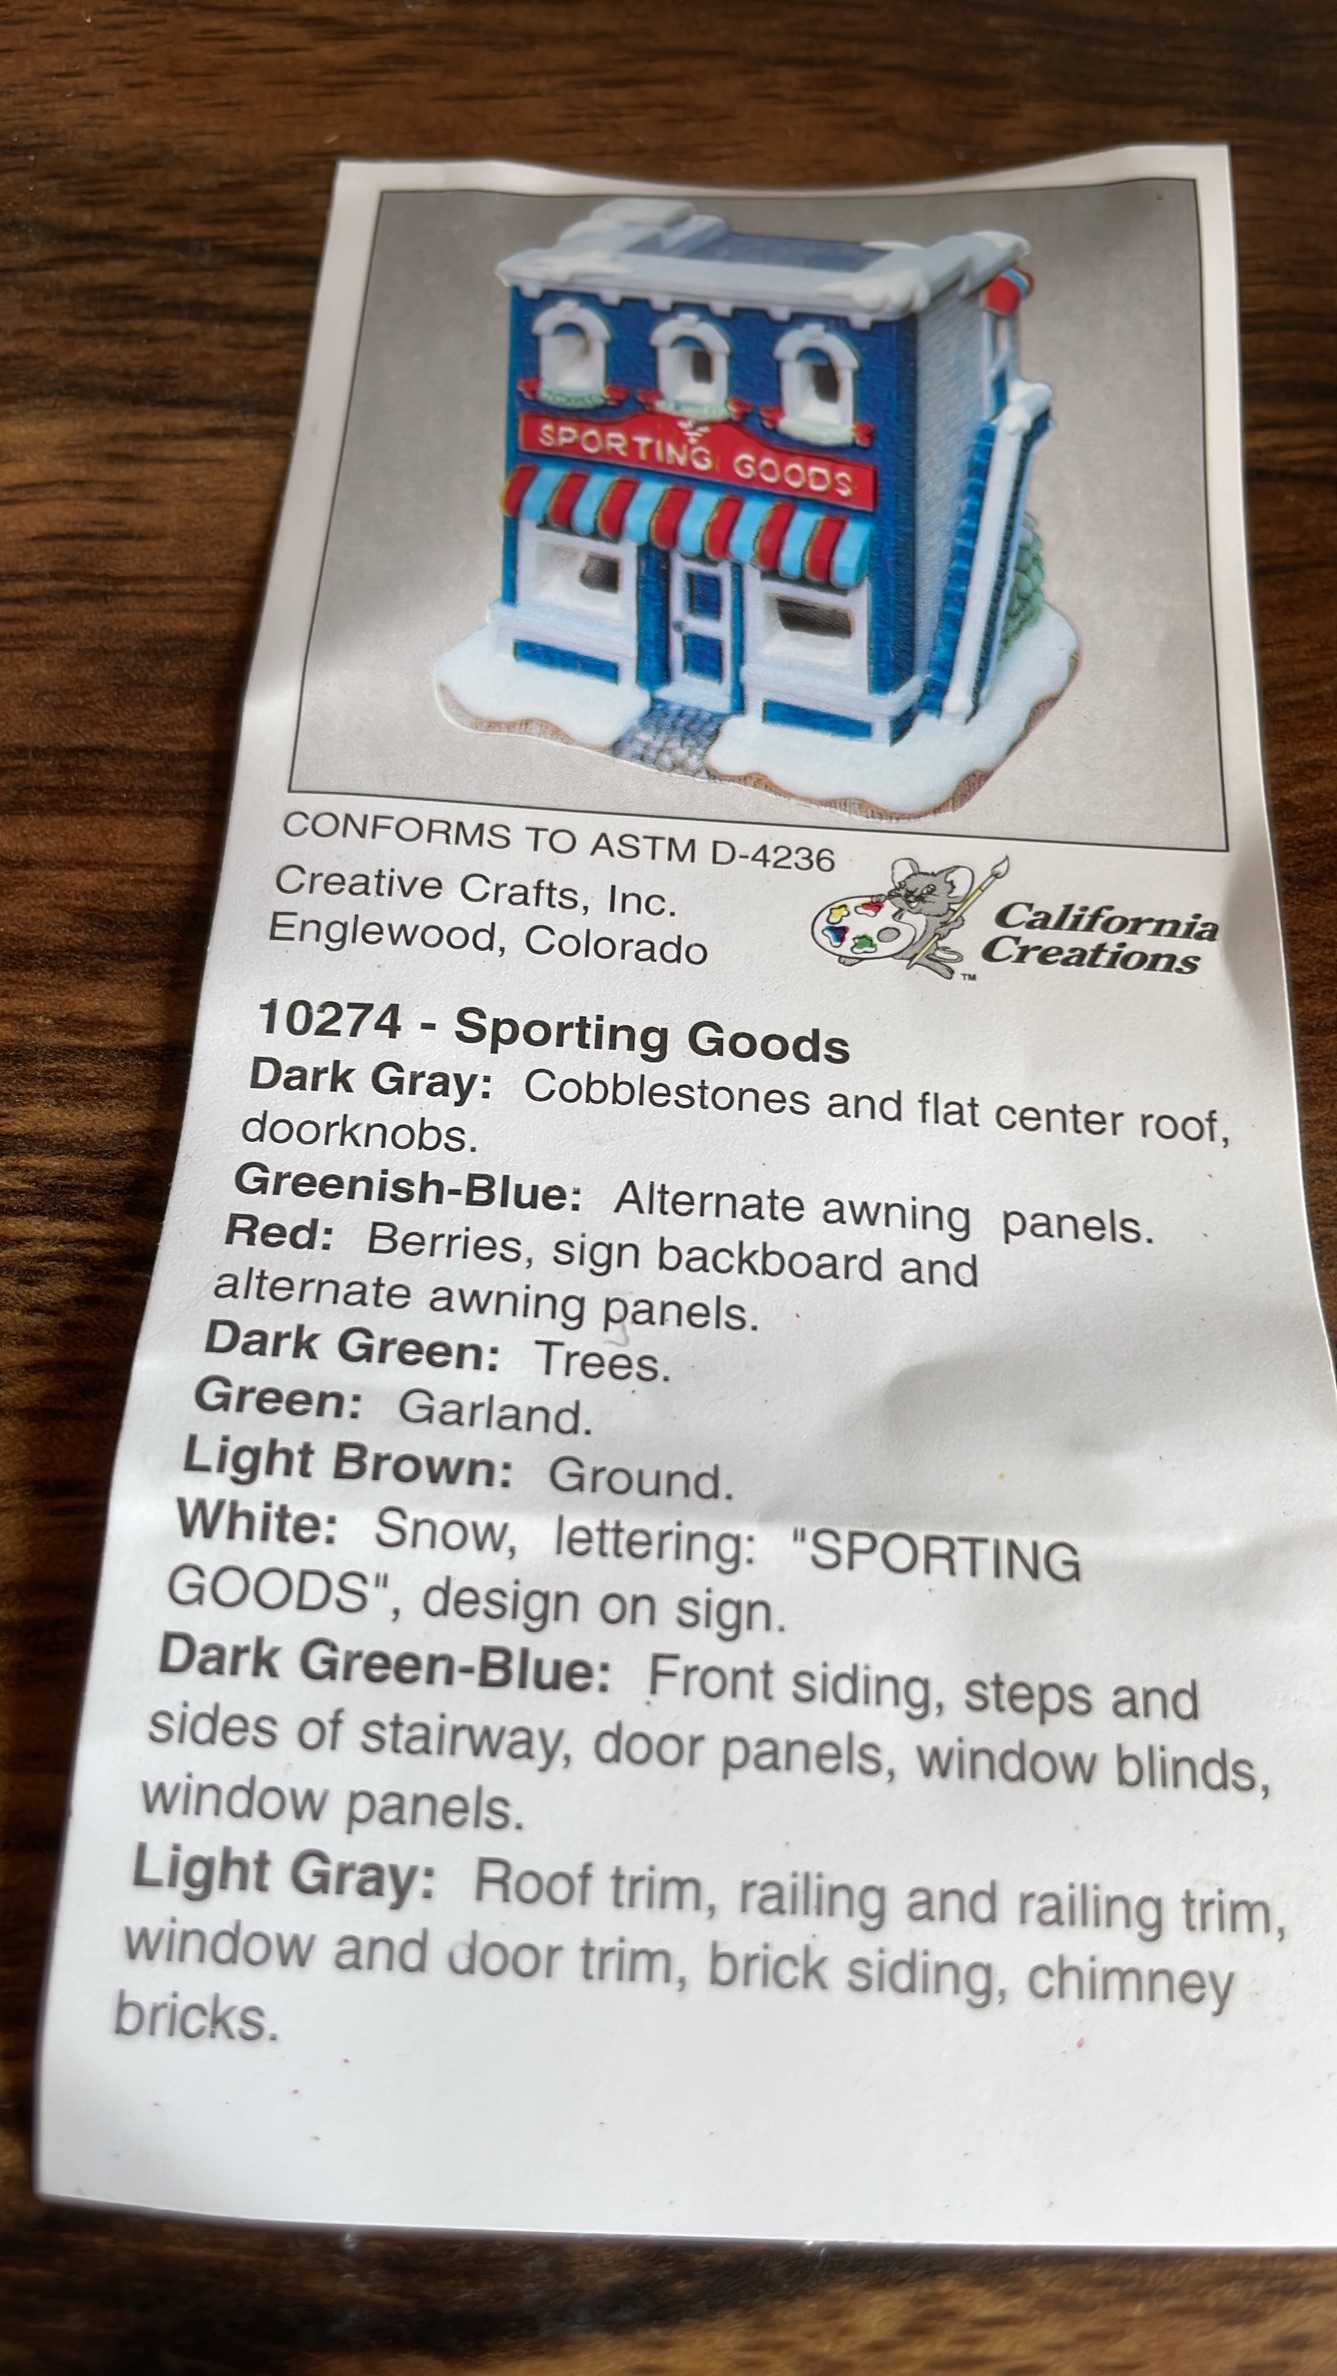 SPORTING GOODS
CONFORMS TO ASTM D-4236
Creative Crafts, Inc.
Englewood, Colorado
California
Creations
TM
10274 - Sporting Goods
Dark Gray: Cobblestones and flat center roof,
doorknobs.
Greenish-Blue: Alternate awning panels.
Red: Berries, sign backboard and
alternate awning panels.
Dark Green: Trees.
Green: Garland.
Light Brown: Ground.
White: Snow, lettering: "SPORTING
GOODS", design on sign.
Dark Green-Blue: Front siding, steps and
sides of stairway, door panels, window blinds,
window panels.
Light Gray: Roof trim, railing and railing trim,
window and door trim, brick siding, chimney
bricks.